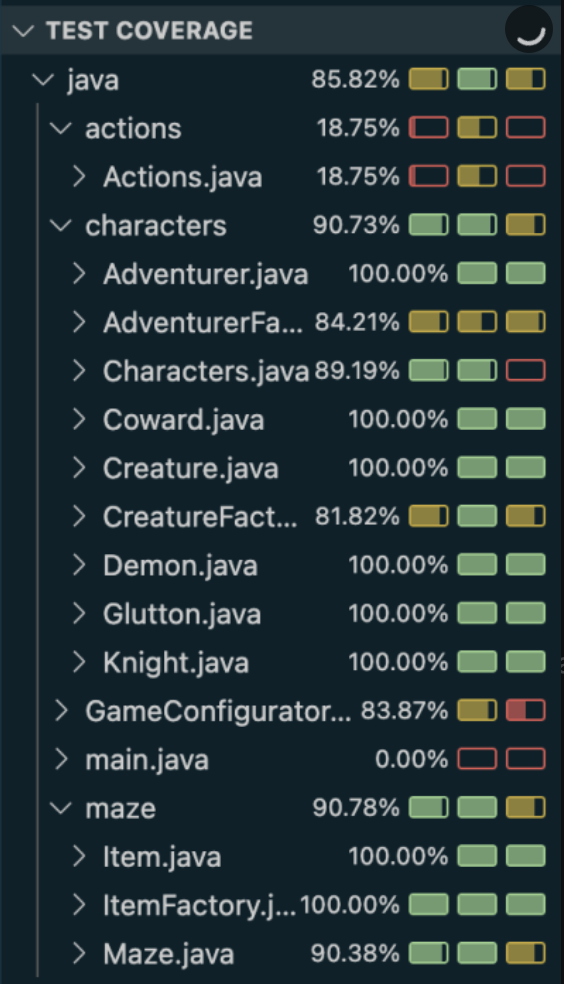 TEST COVERAGE
java 85.82%
actions 18.75%
Actions.java 18.75%
characters 90.73%
Adventurer.java 100.00%
AdventurerFa... 84.21%
Characters.java 89.19%
Coward.java 100.00%
Creature.java 100.00%
CreatureFact... 81.82%
Demon.java 100.00%
Glutton.java 100.00%
Knight.java 100.00%
GameConfigurator... 83.87%
main.java 0.00%
maze 90.78%
Item.java 100.00%
ItemFactory.j... 100.00%
Maze.java 90.38%